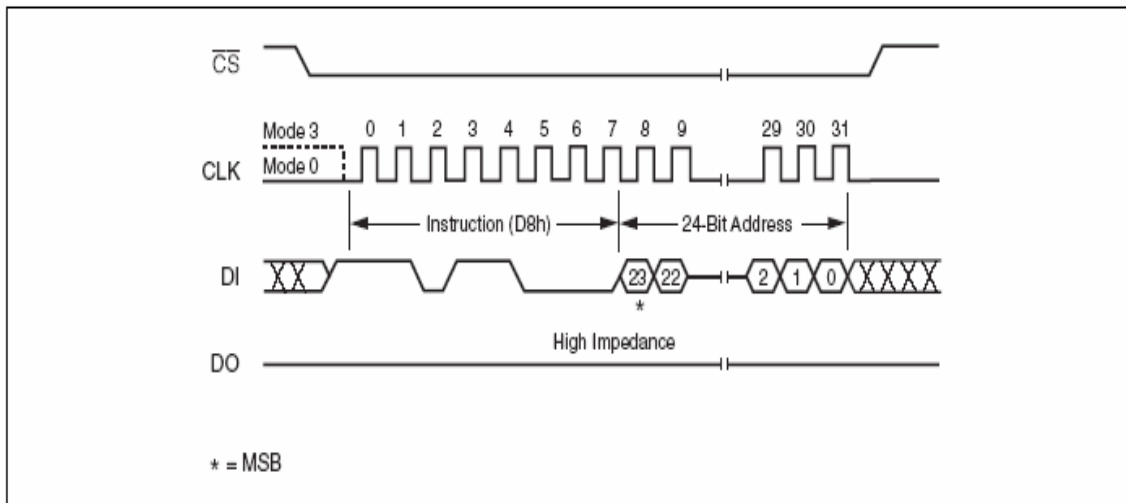 CS
Mode 3 0 1 2 3 4 5 6 7 8 9 29 30 31
CLK Mode 0
Instruction (D8h) 24-Bit Address
DI 23 22 2 1 0
*
High Impedance
DO
* = MSB